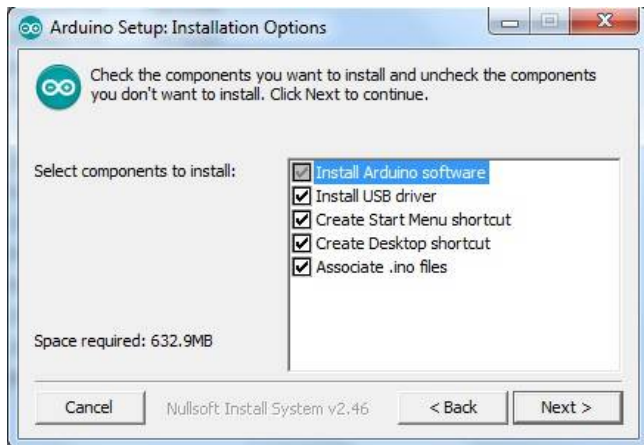 Arduino Setup: Installation Options
Check the components you want to install and uncheck the components
you don't want to install. Click Next to continue.
Select components to install:
Install Arduino software
Install USB driver
Create Start Menu shortcut
Create Desktop shortcut
Associate .ino files
Space required: 632.9MB
Cancel
Nullsoft Install System v2.46
< Back
Next >